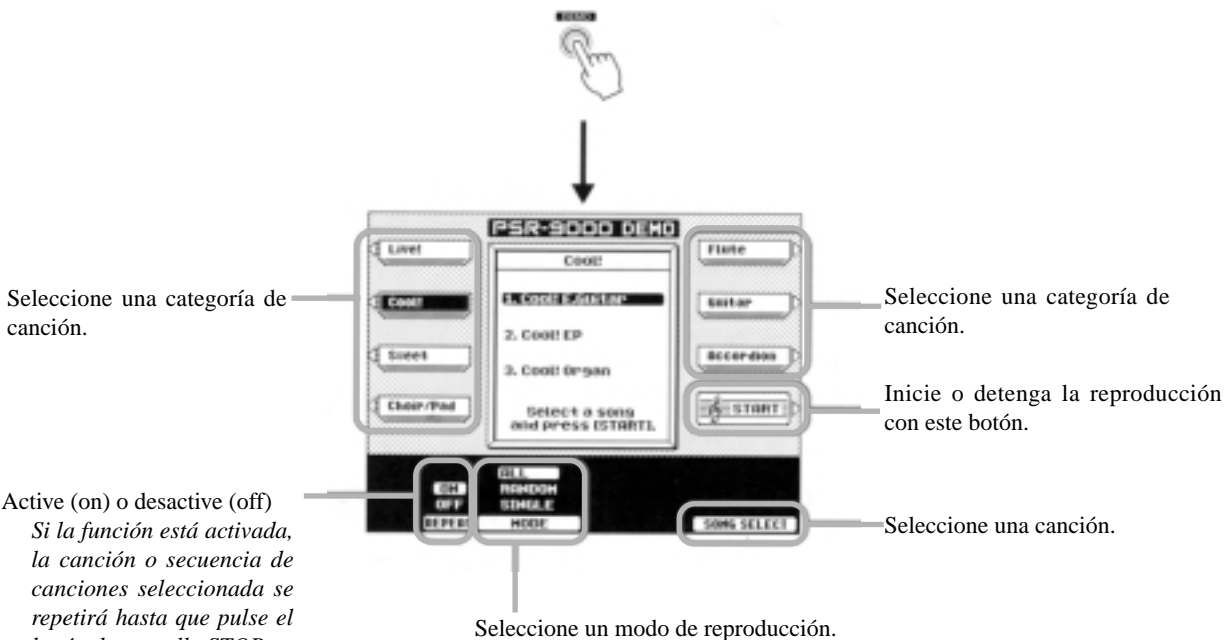 DEMO
PSR-9000 DEMO
Live!
Cool!
Sweet
Choir/Pad
Cool!
1. Cool! E.Guitar
2. Cool! EP
3. Cool! Organ
Select a song
and press [START].
Flute
Guitar
Accordion
START
Seleccione una categoría de
canción.
Seleccione una categoría de
canción.
Inicie o detenga la reproducción
con este botón.
ON
OFF
REPEAT
ALL
RANDOM
SINGLE
MODE
SONG SELECT
Active (on) o desactive (off)
Si la función está activada,
la canción o secuencia de
canciones seleccionada se
repetirá hasta que pulse el
Seleccione una canción.
Seleccione un modo de reproducción.